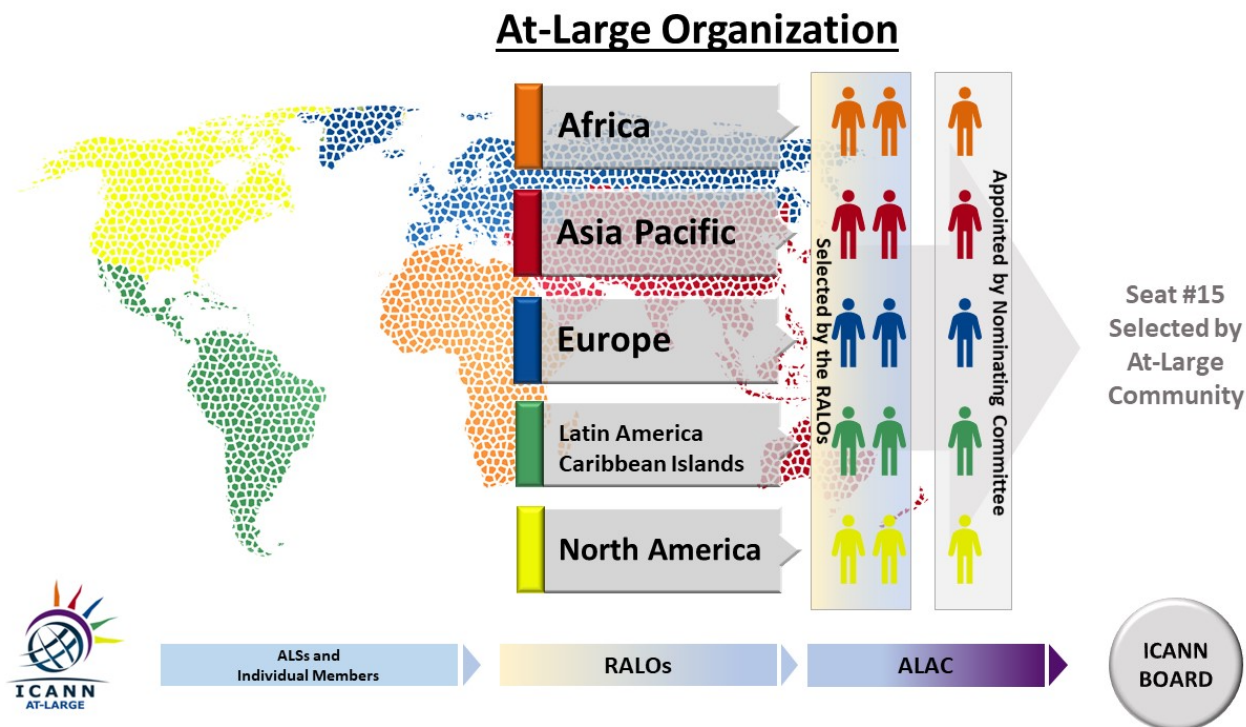 At-Large Organization
Africa
Asia Pacific
Europe
Latin America
Caribbean Islands
North America
Selected by the RALOs
Appointed by Nominating Committee
Seat #15
Selected by
At-Large
Community
ICANN
AT-LARGE
ALSs and
Individual Members
RALOs
ALAC
ICANN
BOARD